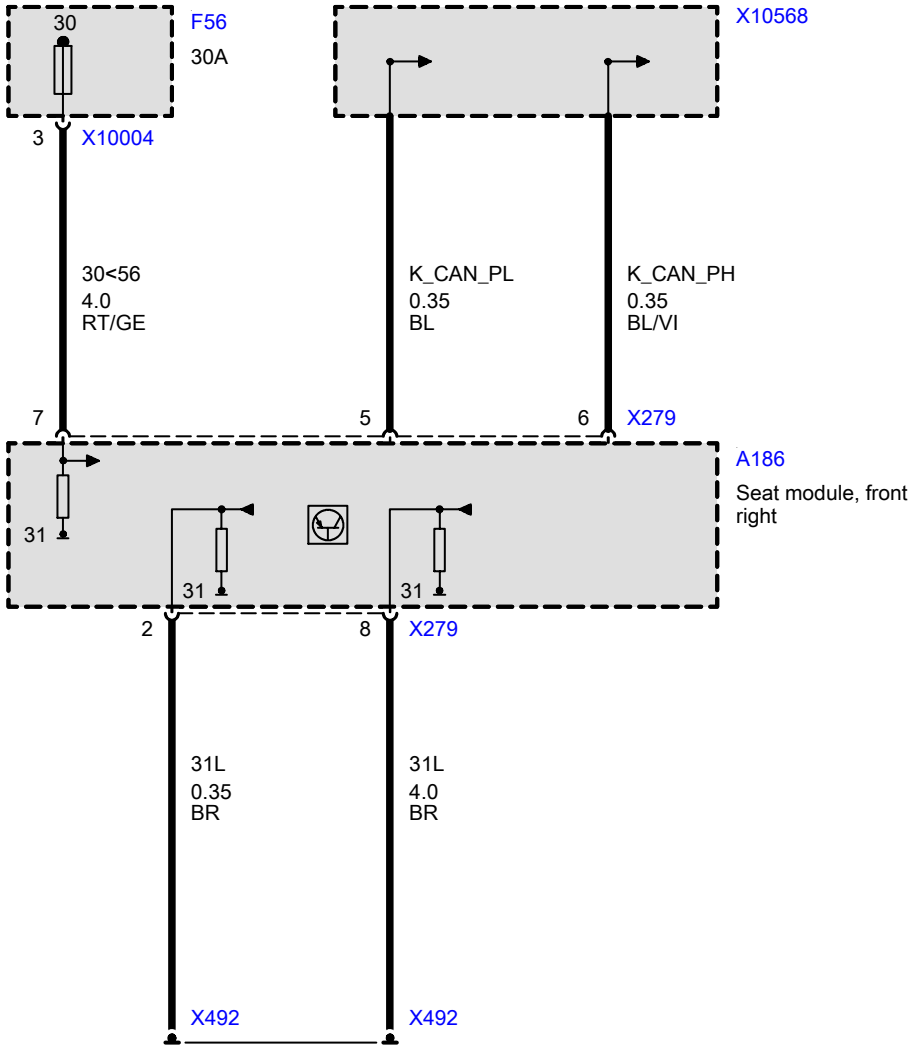 30
F56
X10568
30A
3
X10004
30<56
4.0
RT/GE
K_CAN_PL
0.35
BL
K_CAN_PH
0.35
BL/VI
7
5
6
X279
A186
Seat module, front
right
31
31
31
2
8
X279
31L
0.35
BR
31L
4.0
BR
X492
X492